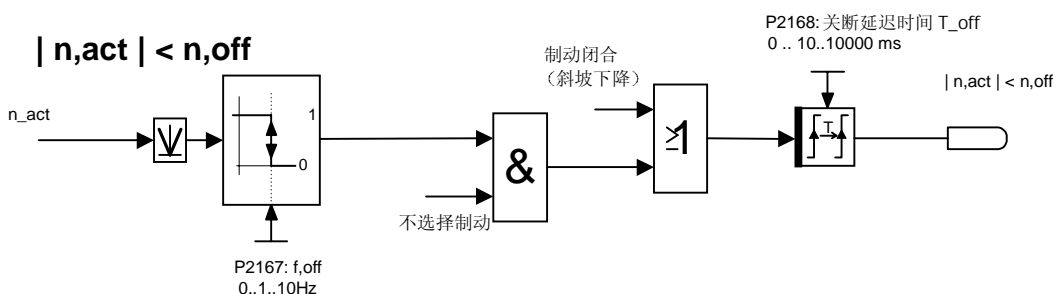 | n,act | < n,off
P2168: 关断延迟时间 T_off
0 .. 10..10000 ms
制动闭合
（斜坡下降）
| n,act | < n,off
n_act
1
0
T
&
≥1
不选择制动
P2167: f,off
0..1..10Hz